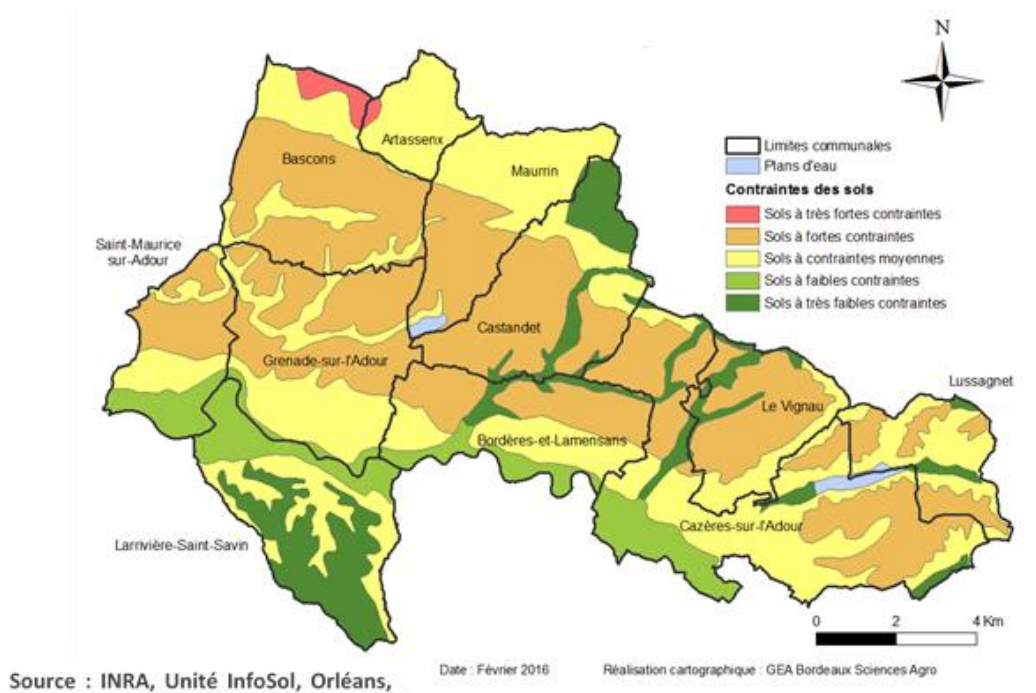 N
Limites communales
Plans d'eau
Contraintes des sols
Sols à très fortes contraintes
Sols à fortes contraintes
Sols à contraintes moyennes
Sols à faibles contraintes
Sols à très faibles contraintes
Artassenx
Bascons
Maurrin
Saint-Maurice
sur-Adour
Castandet
Grenade-sur-l'Adour
Lussagnet
Le Vignau
Bordères-et-Lamensans
Cazères-sur-l'Adour
Larrivière-Saint-Savin
0 2 4 Km
Date : Février 2016 Réalisation cartographique : GEA Bordeaux Sciences Agro
Source : INRA, Unité InfoSol, Orléans,